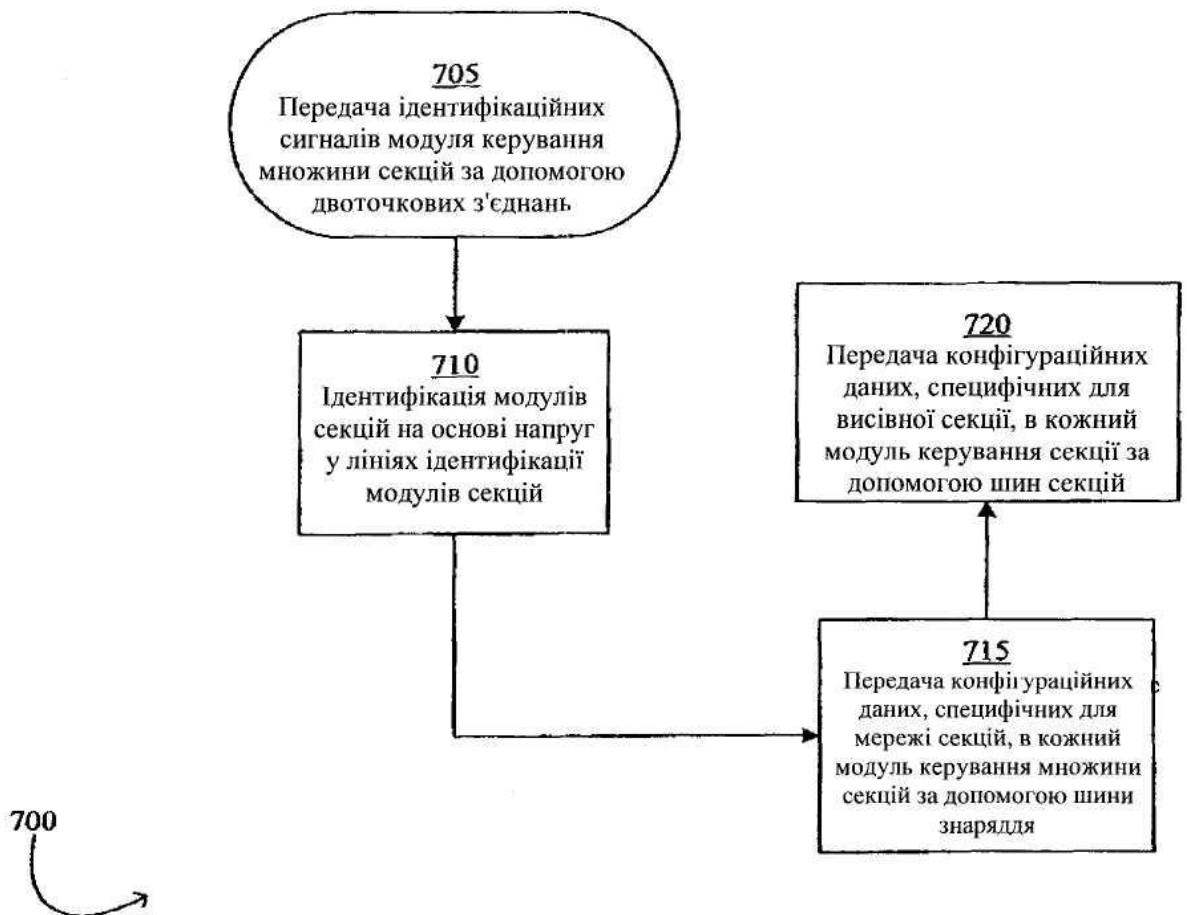 705
Передача ідентифікаційних
сигналів модуля керування
множини секцій за допомогою
двоточкових з'єднань
710
Ідентифікація модулів
секцій на основі напруг
у лініях ідентифікації
модулів секцій
720
Передача конфігураційних
даних, специфічних для
висівної секції, в кожний
модуль керування секції за
допомогою шин секцій
715
Передача конфігураційних
даних, специфічних для
мережі секцій, в кожний
модуль керування множини
секцій за допомогою шини
знаряддя
700